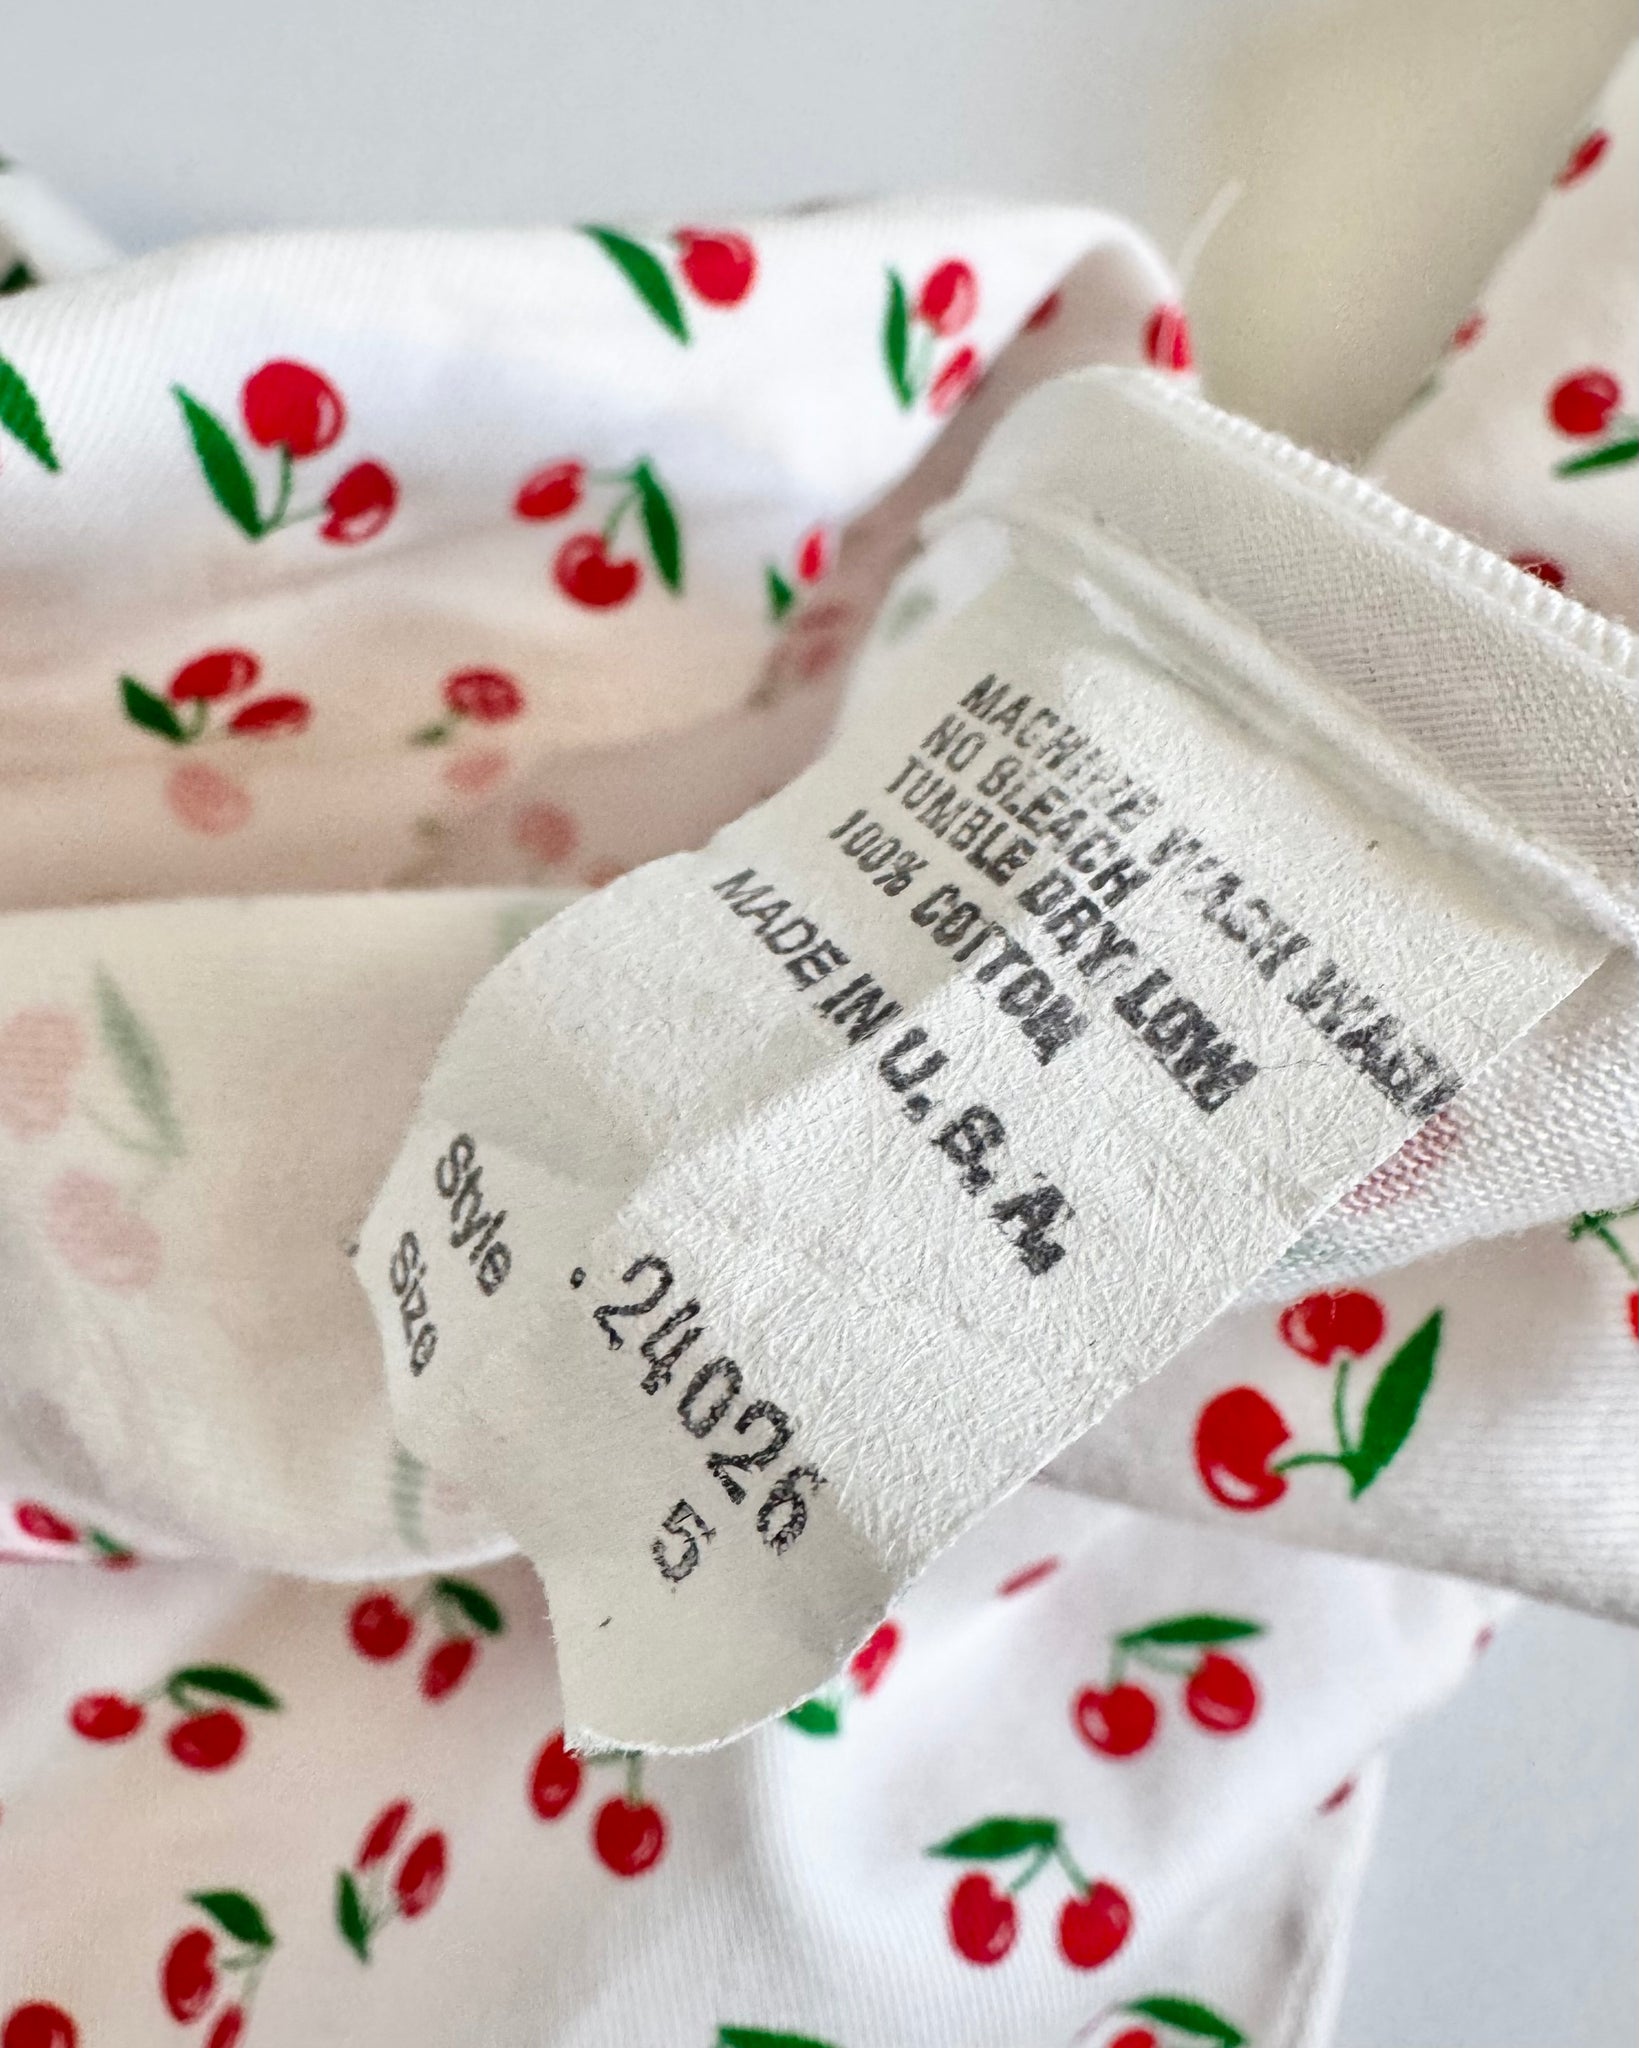 MACHINE WASH WARM
NO BLEACH
TUMBLE DRY LOW
100% COTTON
MADE IN U.S.A.
Style .24026
Size 5